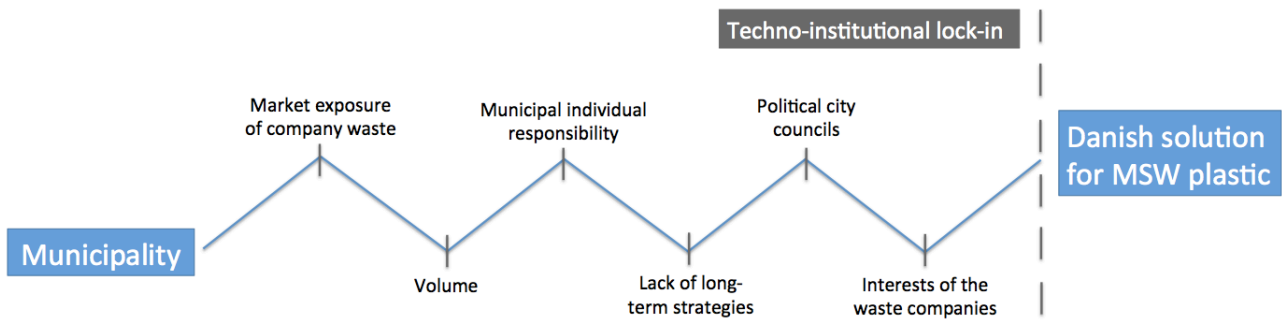 Techno-institutional lock-in
Market exposure
of company waste
Municipal individual
responsibility
Political city
councils
Danish solution
for MSW plastic
Municipality
Volume
Lack of long-
term strategies
Interests of the
waste companies